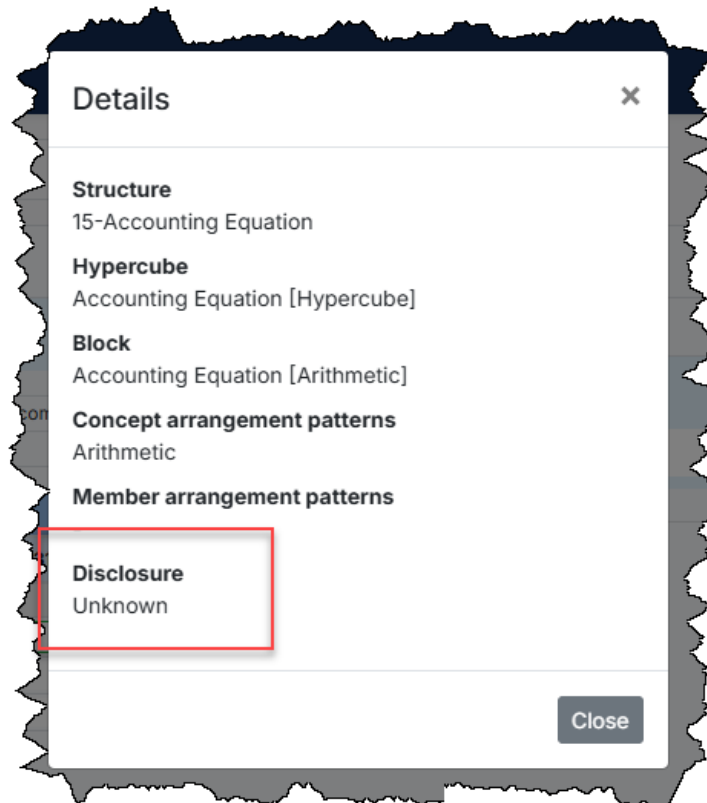 Details
×
Structure
15-Accounting Equation
Hypercube
Accounting Equation [Hypercube]
Block
Accounting Equation [Arithmetic]
Concept arrangement patterns
Arithmetic
Member arrangement patterns
Disclosure
Unknown
Close